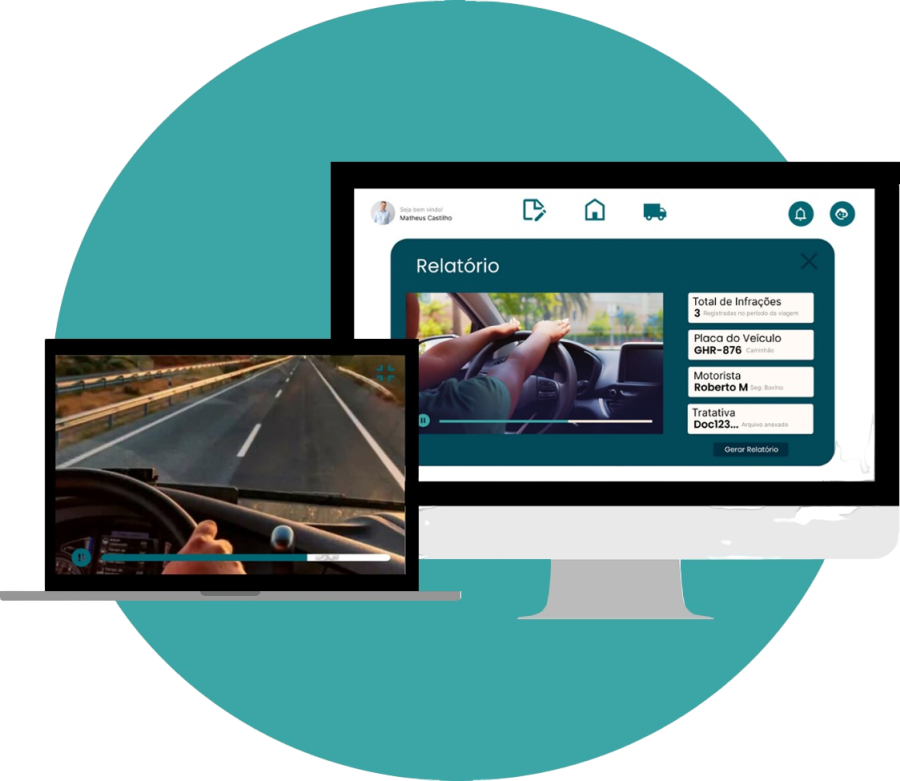 Seja bem vindo!
Matheus Castilho
Relatório
Total de Infrações
3 Registradas no período da viagem
Placa do Veículo
GHR-876 Caminhão
Motorista
Roberto M Seg. Basho
Tratativa
Doc123... Arquivo anexado
Gerar Relatório